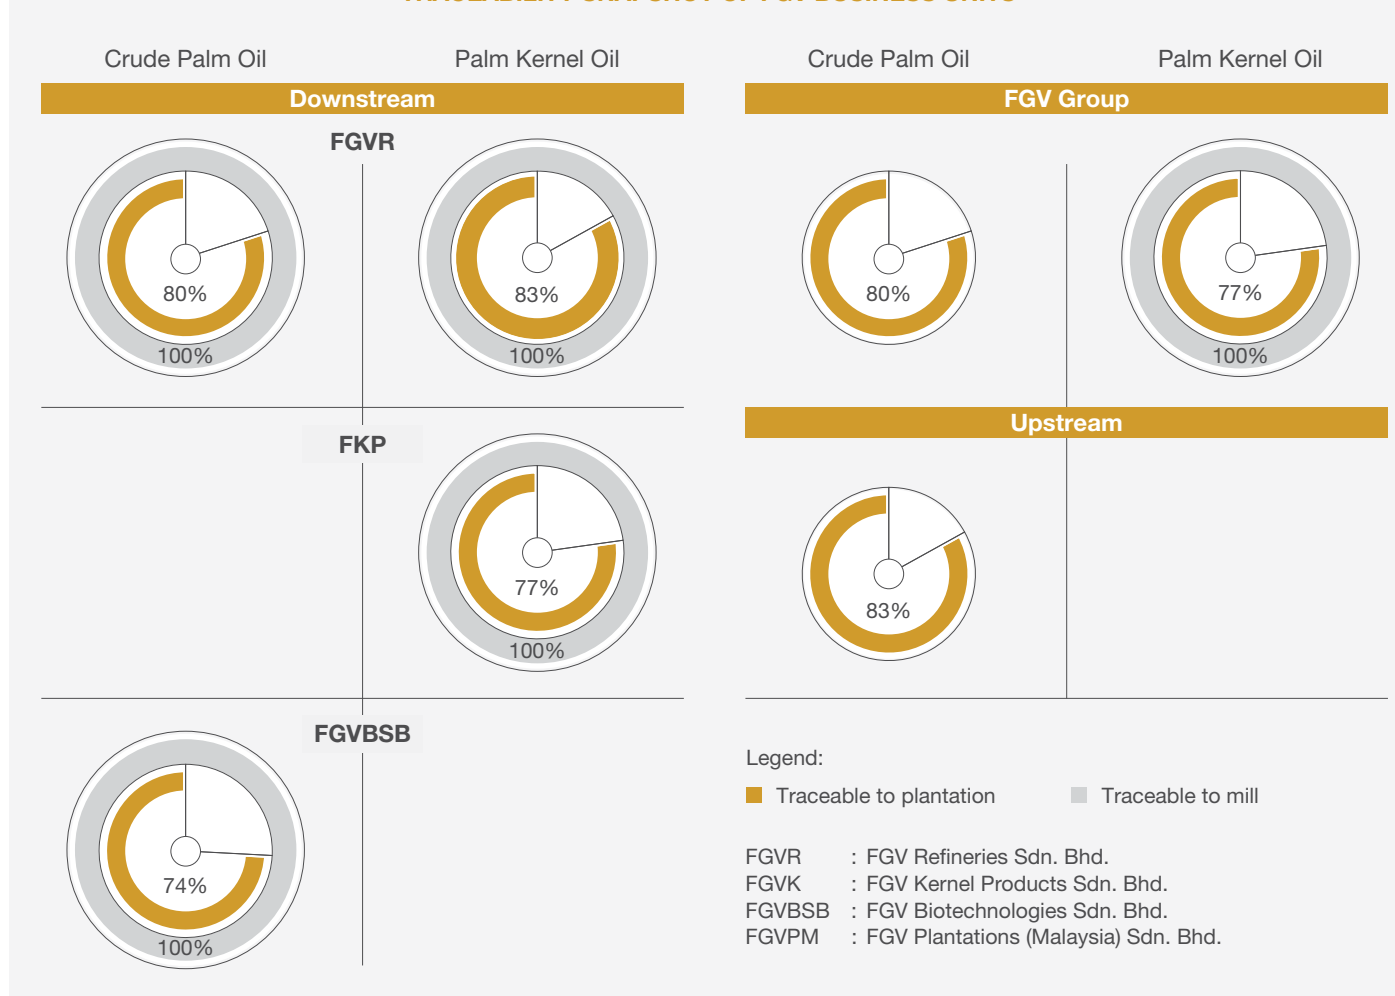 Crude Palm Oil
Palm Kernel Oil
Downstream
FGVR
80%
100%
83%
100%
FKP
77%
100%
FGVBSB
74%
100%
Crude Palm Oil
Palm Kernel Oil
FGV Group
80%
77%
100%
Upstream
83%
Legend:
Traceable to plantation
Traceable to mill
FGVR : FGV Refineries Sdn. Bhd.
FGVK : FGV Kernel Products Sdn. Bhd.
FGVBSB : FGV Biotechnologies Sdn. Bhd.
FGVPM : FGV Plantations (Malaysia) Sdn. Bhd.